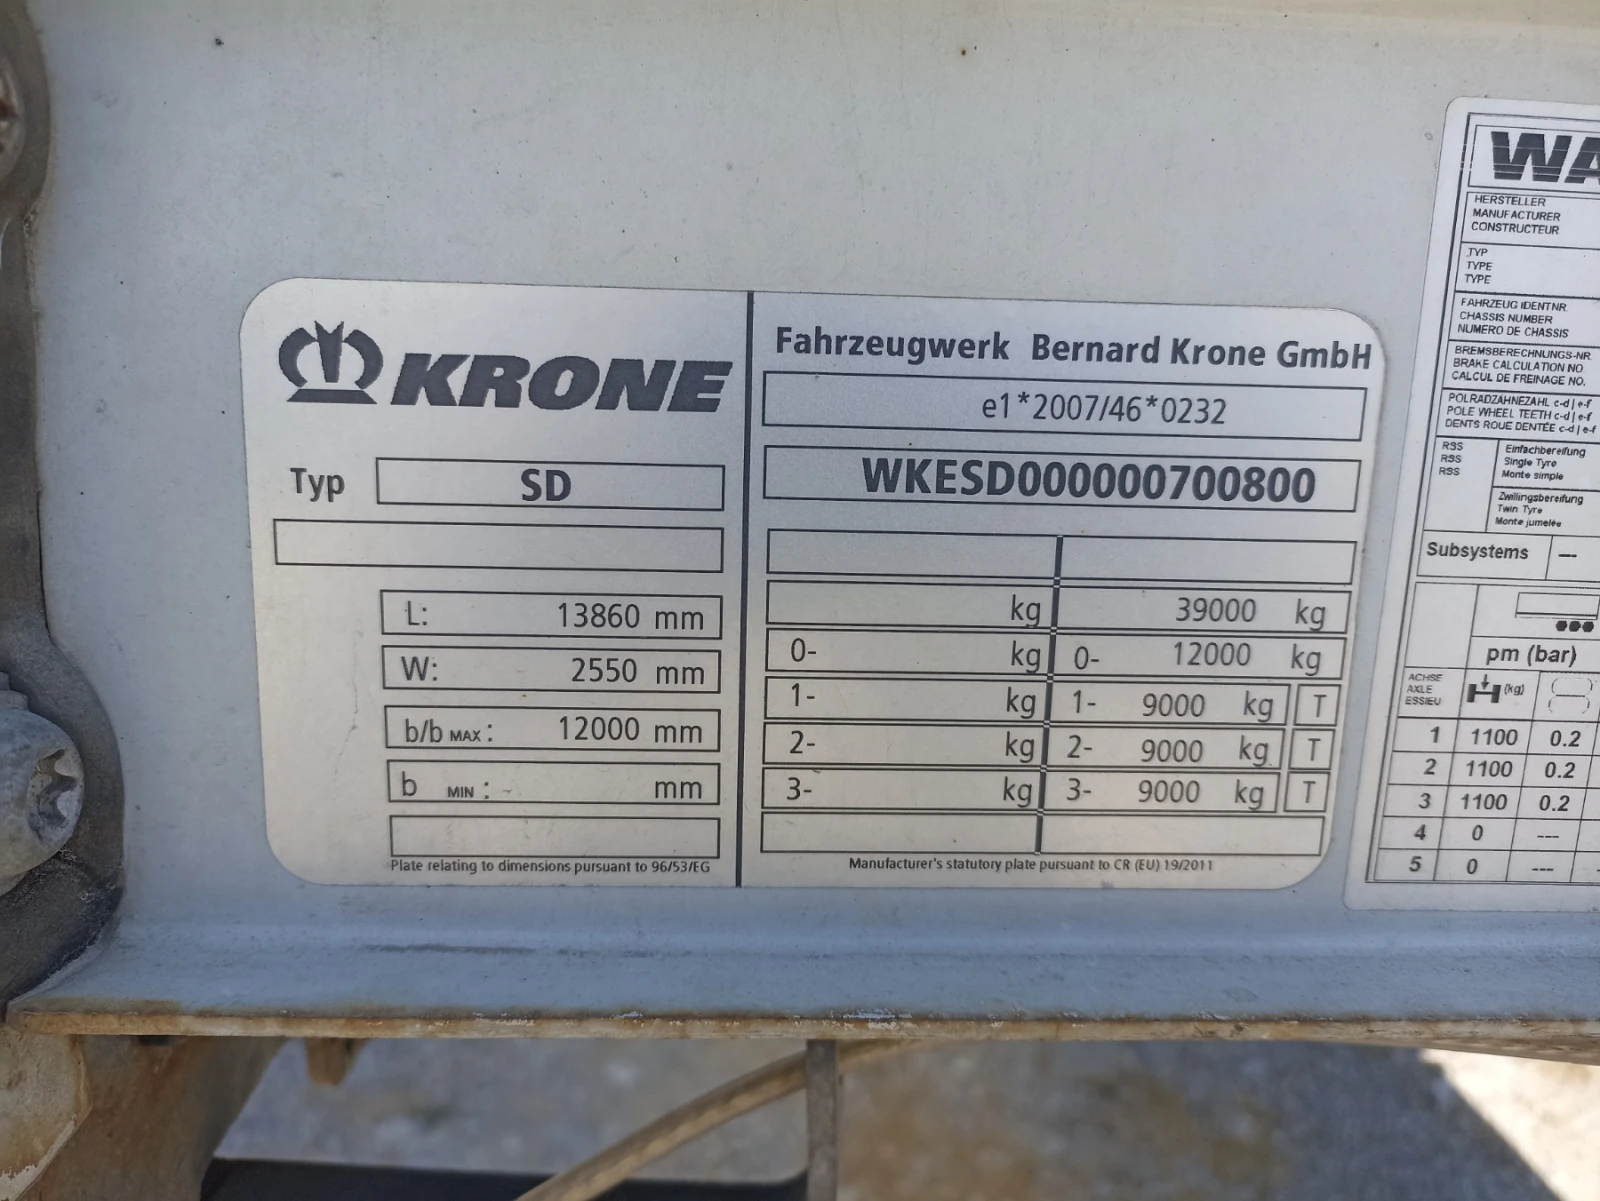 KRONE
Typ SD
L: 13860 mm
W: 2550 mm
b/b MAX: 12000 mm
b MIN: - mm
Plate relating to dimensions pursuant to 96/53/EG
Fahrzeugwerk Bernard Krone GmbH
e1*2007/46*0232
WKESD000000700800
kg 39000 kg
0- kg 0- 12000 kg
1- kg 1- 9000 kg T
2- kg 2- 9000 kg T
3- kg 3- 9000 kg T
Manufacturer's statutory plate pursuant to CR (EU) 19/2011
WA
HERSTELLER
MANUFACTURER
CONSTRUCTEUR
TYP
TYPE
TYPE
FAHRZEUG IDENTNR.
CHASSIS NUMBER
NUMERO DE CHASSIS
BREMSBERECHNUNGS-NR.
BRAKE CALCULATION NO
CALCUL DE FREINAGE NO.
POLRADZAHNEZAHL c-d | e-f
POLE WHEEL TEETH c-d | e-f
DENTS ROUE DENTÉE c-d | e-f
RSS
RSS
RSS
Einfachbereifung
Single Tyre
Monte simple
Zwillingsbereifung
Twin Tyre
Monte jumelée
Subsystems ---
pm (bar)
ACHSE
AXLE
ESSIEU
(kg)
1 1100 0.2
2 1100 0.2
3 1100 0.2
4 0 ---
5 0 ---